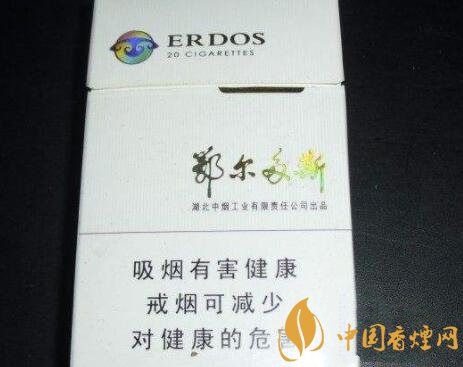 ERDOS
20 CIGARETTES
鄂尔多斯
湖北中烟工业有限责任公司出品
吸烟有害健康
戒烟可减少
对健康的危害
中国香烟网